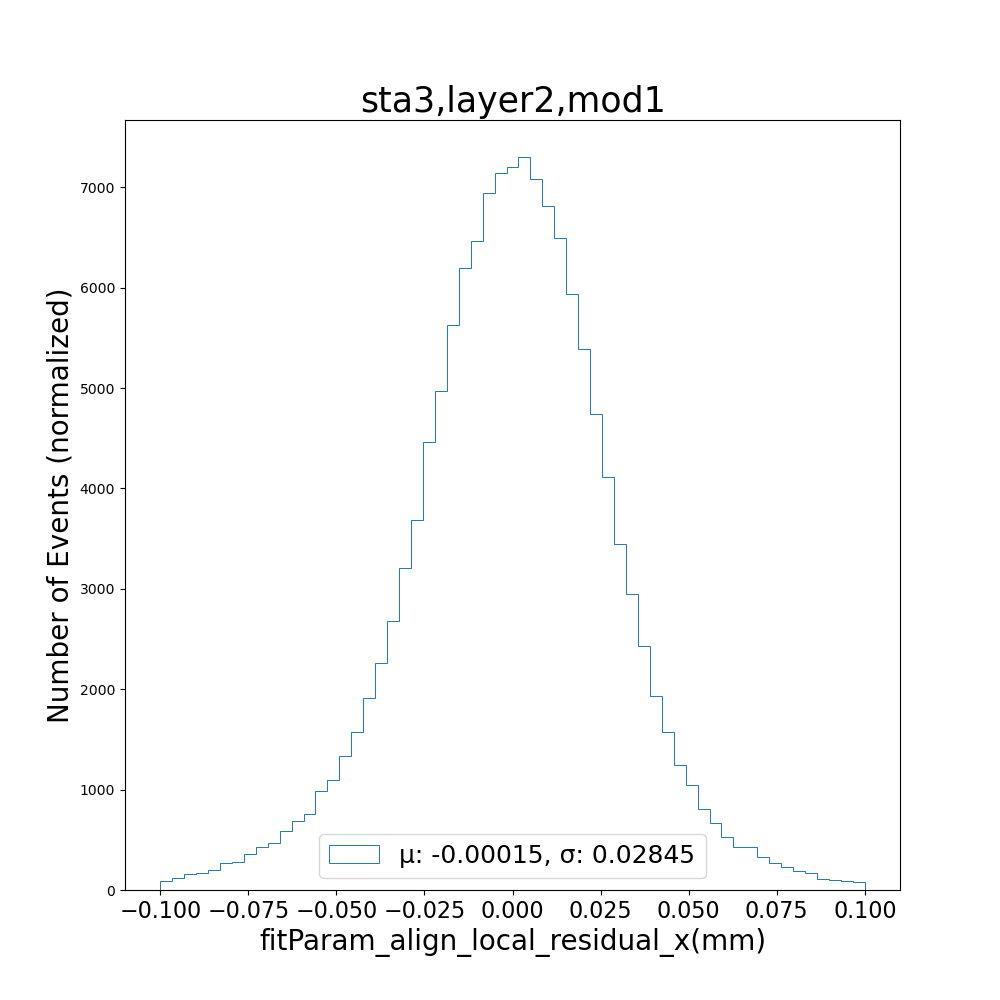 sta3,layer2,mod1
Number of Events (normalized)
7000
6000
5000
4000
3000
2000
1000
0
μ: -0.00015, σ: 0.02845
−0.100 −0.075 −0.050 −0.025 0.000 0.025 0.050 0.075 0.100
fitParam_align_local_residual_x(mm)